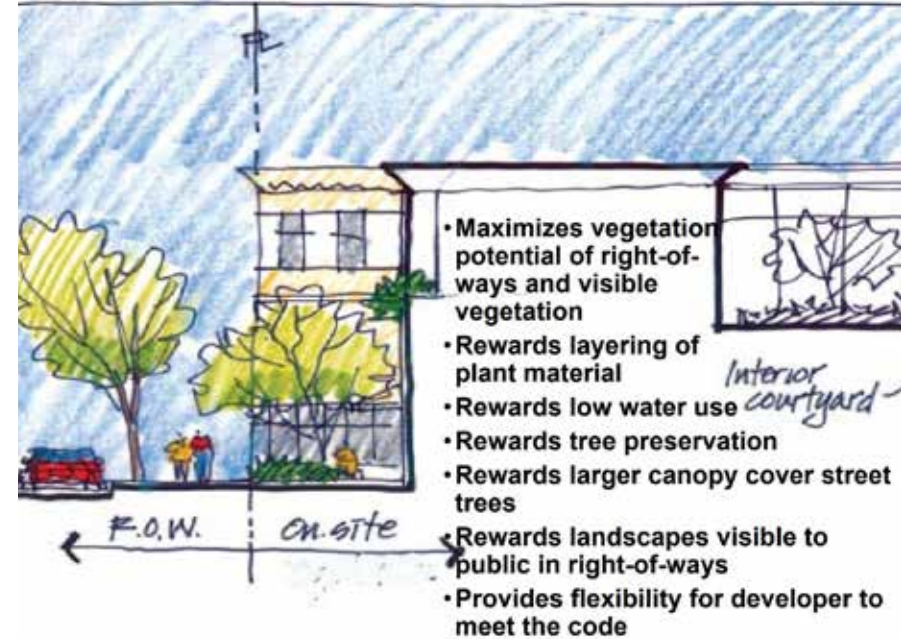 PL
• Maximizes vegetation
potential of right-of-
ways and visible
vegetation
• Rewards layering of
plant material
Interior
courtyard
• Rewards low water use
• Rewards tree preservation
• Rewards larger canopy cover street
trees
R.O.W.
On.site
• Rewards landscapes visible to
public in right-of-ways
• Provides flexibility for developer to
meet the code